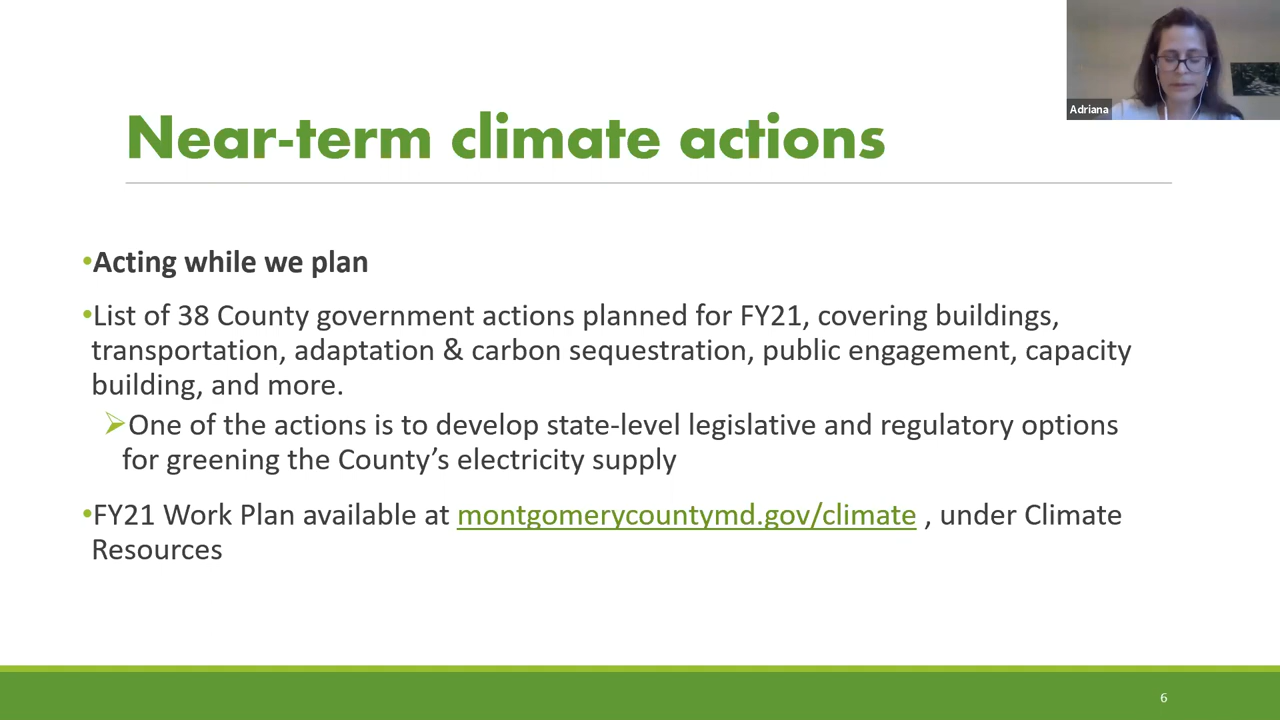 Adriana
Near-term climate actions
•Acting while we plan
•List of 38 County government actions planned for FY21, covering buildings,
transportation, adaptation & carbon sequestration, public engagement, capacity
building, and more.
➢One of the actions is to develop state-level legislative and regulatory options
for greening the County’s electricity supply
•FY21 Work Plan available at montgomerycountymd.gov/climate , under Climate
Resources
6